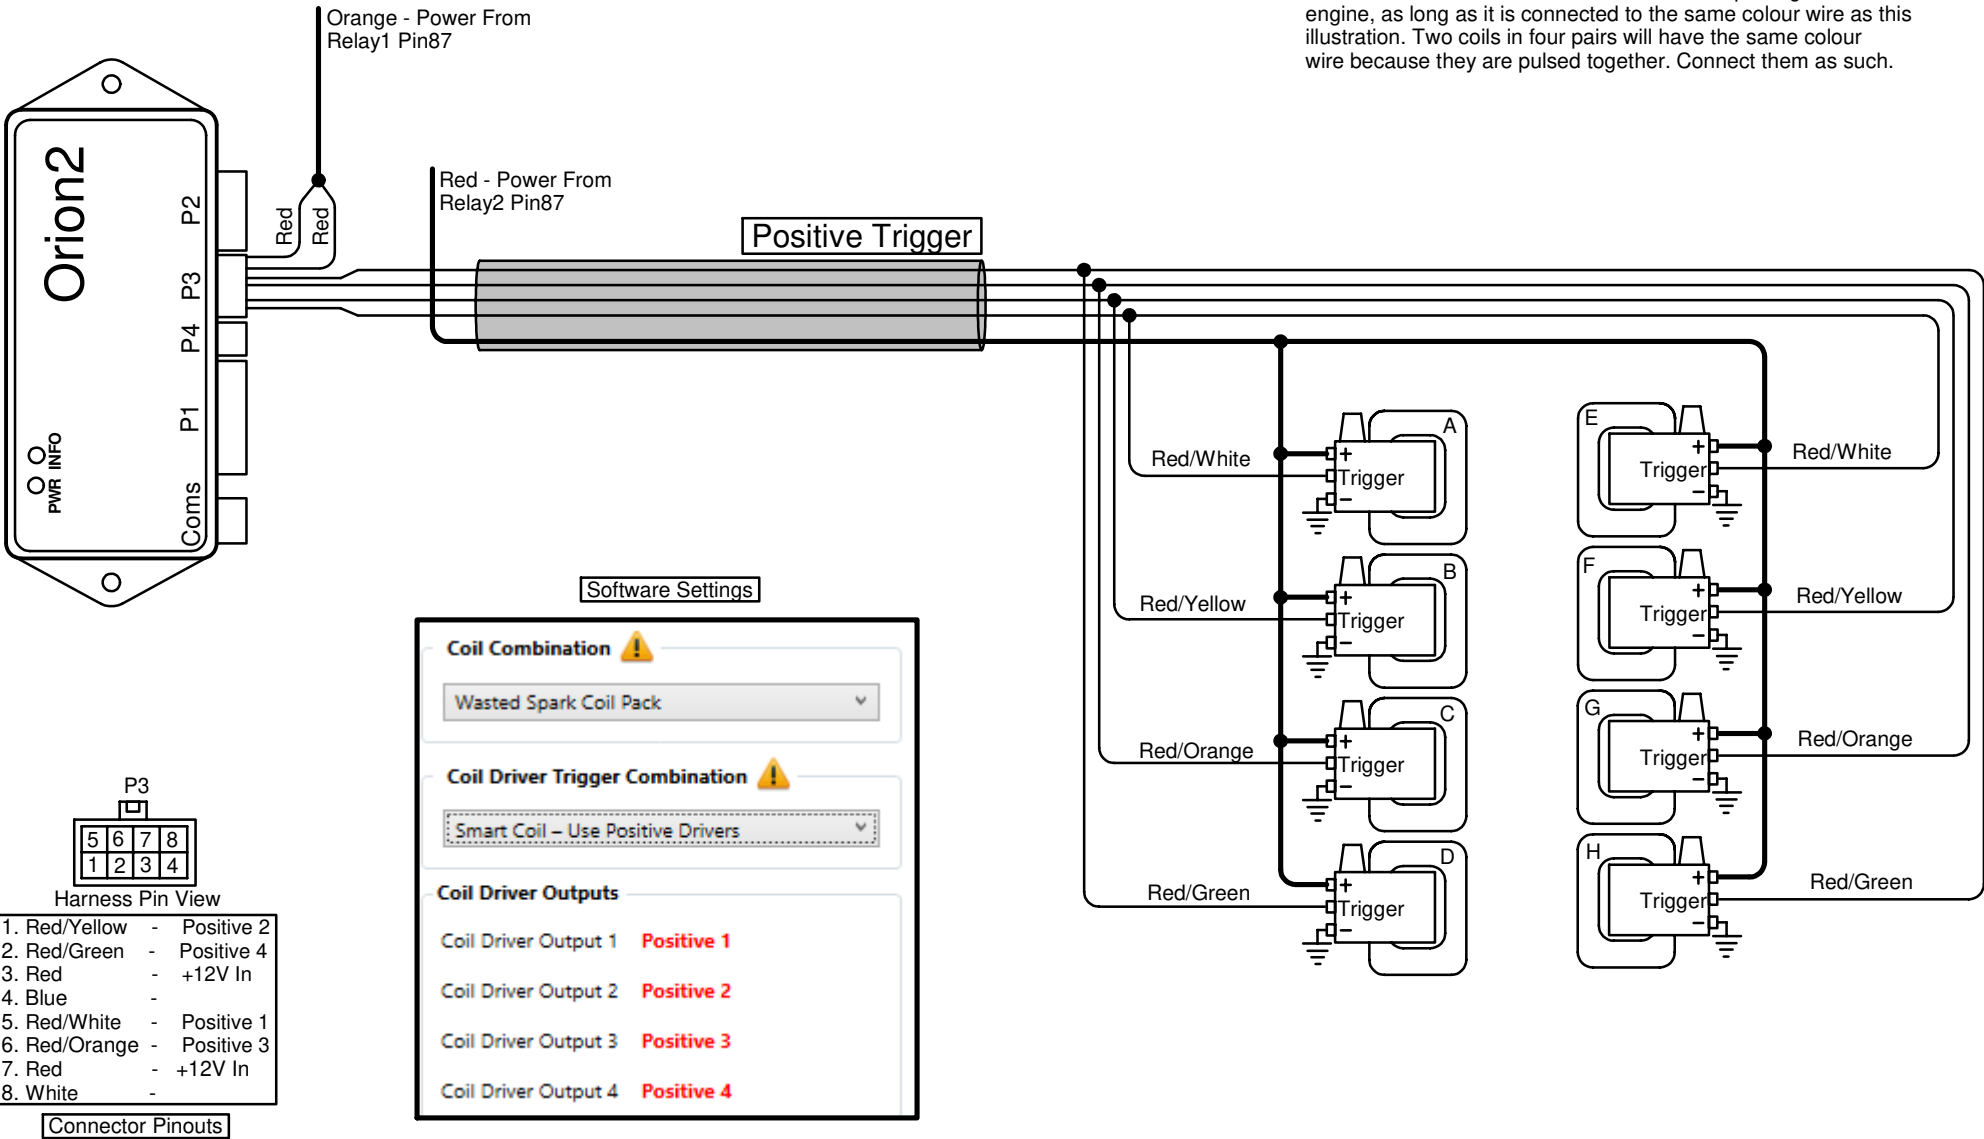 Orange - Power From
Relay1 Pin87
engine, as long as it is connected to the same colour wire as this
illustration. Two coils in four pairs will have the same colour
wire because they are pulsed together. Connect them as such.
Orion2
P2
P3
P4
P1
Coms
PWR
INFO
Red
Red
Red - Power From
Relay2 Pin87
Positive Trigger
A
Red/White
+
Trigger
−
B
Red/Yellow
+
Trigger
−
C
Red/Orange
+
Trigger
−
D
Red/Green
+
Trigger
−
E
+
Trigger
−
Red/White
F
+
Trigger
−
Red/Yellow
G
+
Trigger
−
Red/Orange
H
+
Trigger
−
Red/Green
Software Settings
Coil Combination
Wasted Spark Coil Pack
Coil Driver Trigger Combination
Smart Coil – Use Positive Drivers
Coil Driver Outputs
Coil Driver Output 1 Positive 1
Coil Driver Output 2 Positive 2
Coil Driver Output 3 Positive 3
Coil Driver Output 4 Positive 4
P3
5 6 7 8
1 2 3 4
Harness Pin View
1. Red/Yellow - Positive 2
2. Red/Green - Positive 4
3. Red - +12V In
4. Blue -
5. Red/White - Positive 1
6. Red/Orange - Positive 3
7. Red - +12V In
8. White -
Connector Pinouts